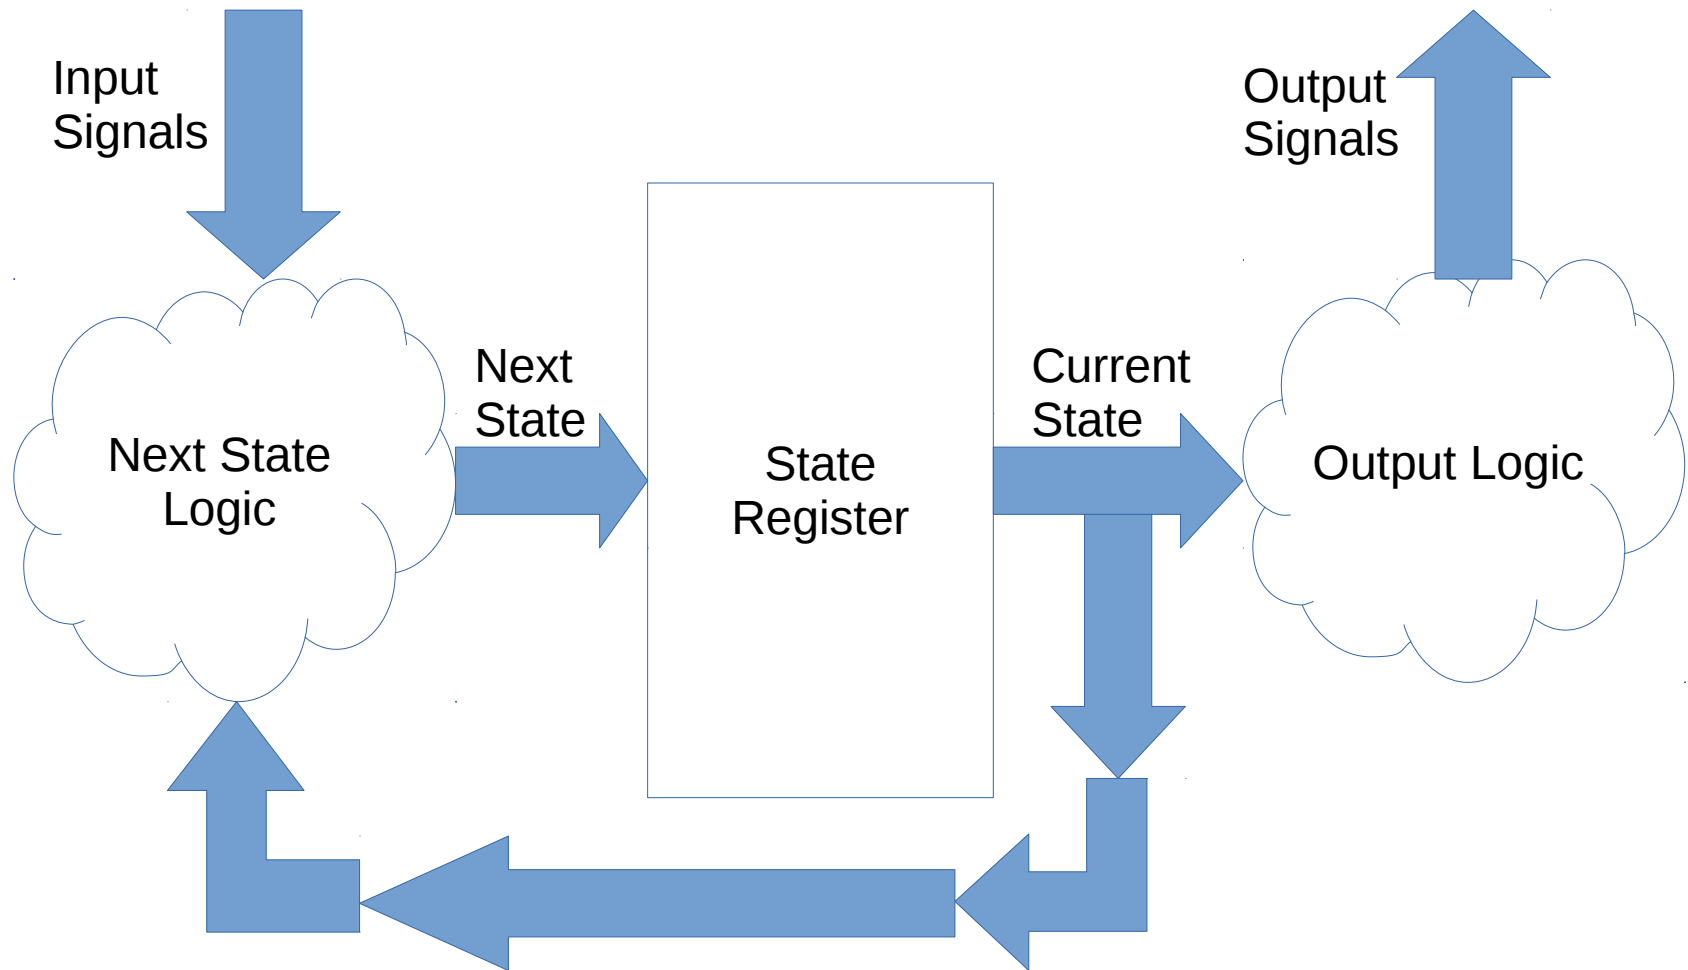 Input
Signals
Output
Signals
Next
State
Current
State
Next State
Logic
State
Register
Output Logic